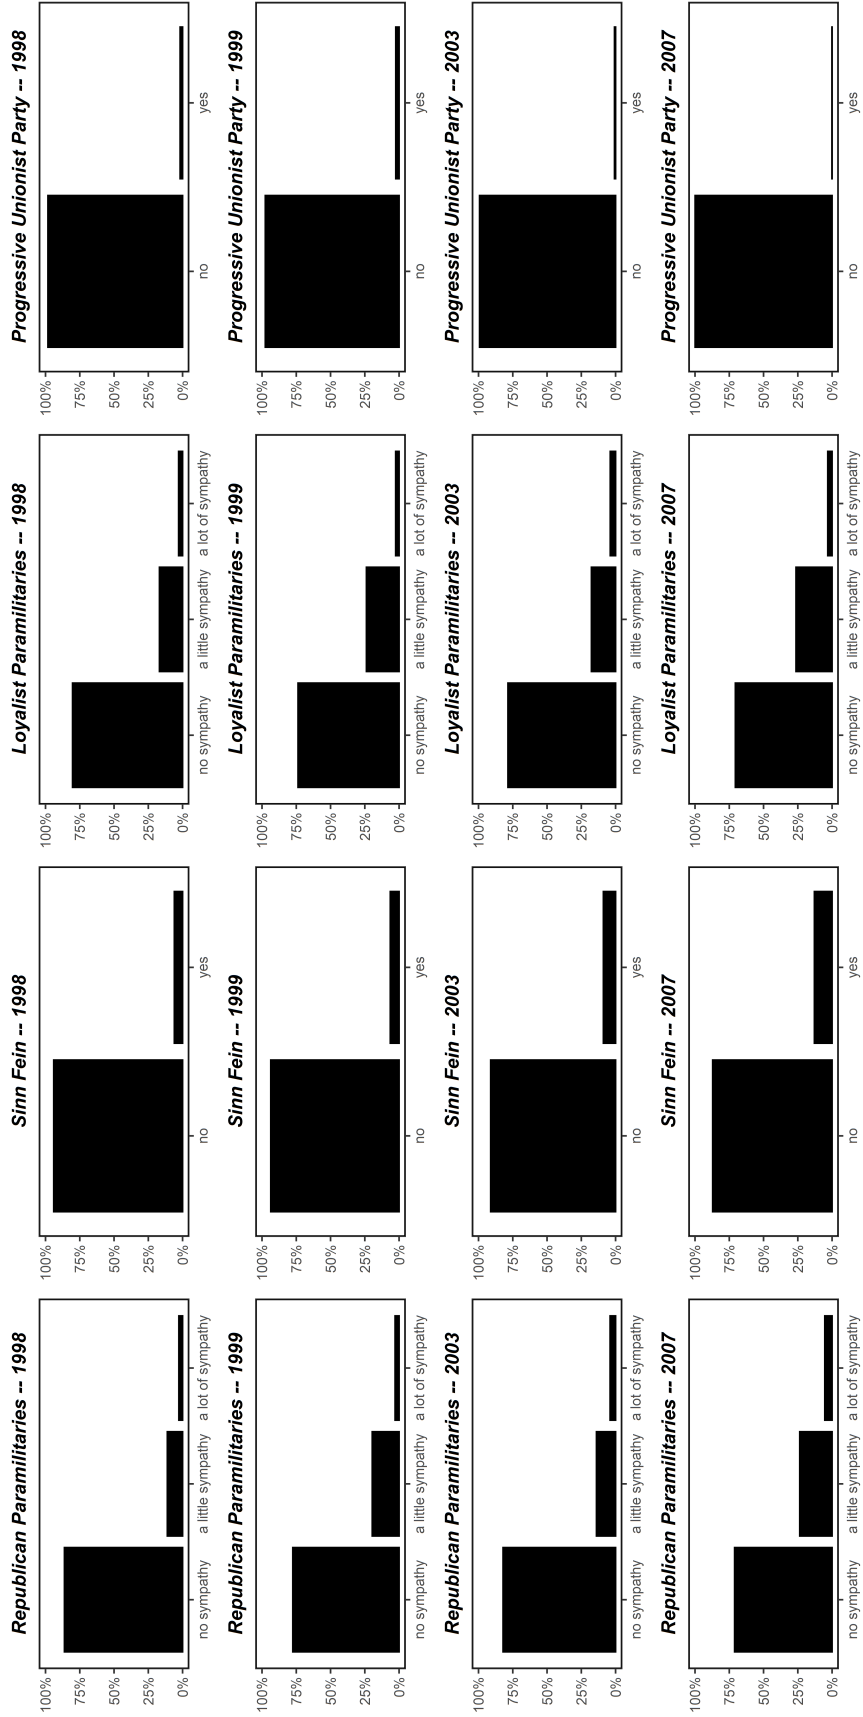 Republican Paramilitaries -- 1998
100%
75%
50%
25%
0%
no sympathy
a little sympathy
a lot of sympathy
Sinn Fein -- 1998
100%
75%
50%
25%
0%
no
yes
Loyalist Paramilitaries -- 1998
100%
75%
50%
25%
0%
no sympathy
a little sympathy
a lot of sympathy
Progressive Unionist Party -- 1998
100%
75%
50%
25%
0%
no
yes
Republican Paramilitaries -- 1999
100%
75%
50%
25%
0%
no sympathy
a little sympathy
a lot of sympathy
Sinn Fein -- 1999
100%
75%
50%
25%
0%
no
yes
Loyalist Paramilitaries -- 1999
100%
75%
50%
25%
0%
no sympathy
a little sympathy
a lot of sympathy
Progressive Unionist Party -- 1999
100%
75%
50%
25%
0%
no
yes
Republican Paramilitaries -- 2003
100%
75%
50%
25%
0%
no sympathy
a little sympathy
a lot of sympathy
Sinn Fein -- 2003
100%
75%
50%
25%
0%
no
yes
Loyalist Paramilitaries -- 2003
100%
75%
50%
25%
0%
no sympathy
a little sympathy
a lot of sympathy
Progressive Unionist Party -- 2003
100%
75%
50%
25%
0%
no
yes
Republican Paramilitaries -- 2007
100%
75%
50%
25%
0%
no sympathy
a little sympathy
a lot of sympathy
Sinn Fein -- 2007
100%
75%
50%
25%
0%
no
yes
Loyalist Paramilitaries -- 2007
100%
75%
50%
25%
0%
no sympathy
a little sympathy
a lot of sympathy
Progressive Unionist Party -- 2007
100%
75%
50%
25%
0%
no
yes